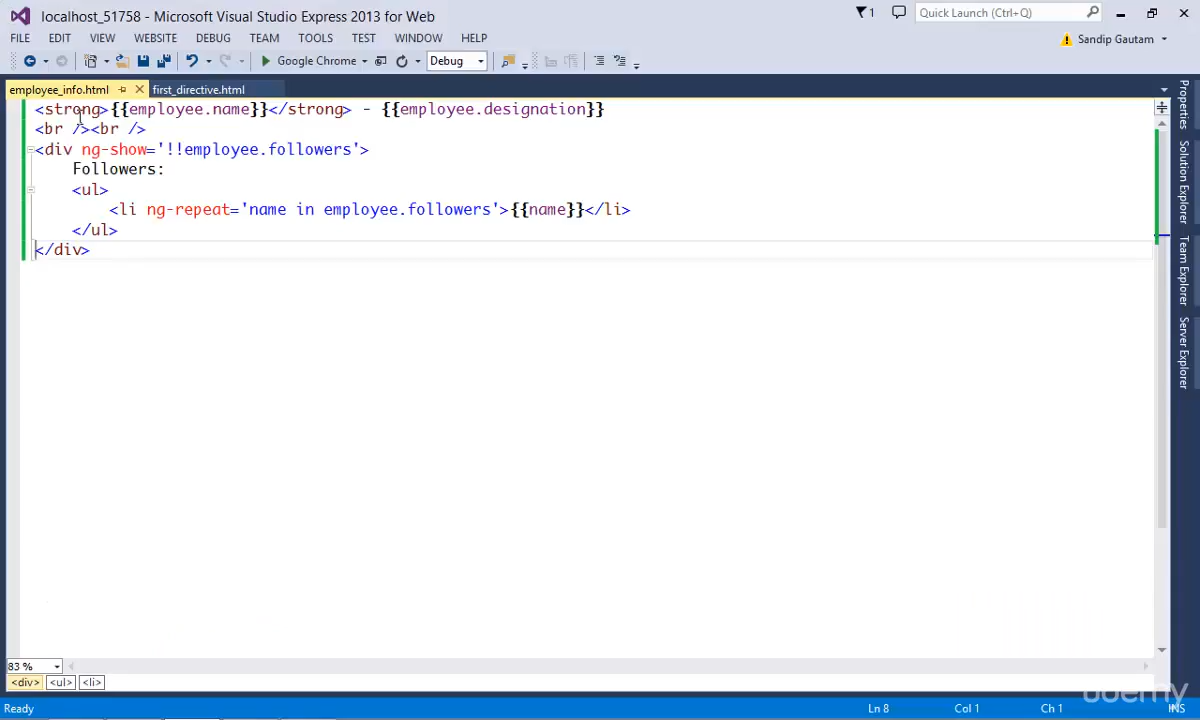 localhost_51758 - Microsoft Visual Studio Express 2013 for Web
1
Quick Launch (Ctrl+Q)
FILE EDIT VIEW WEBSITE DEBUG TEAM TOOLS TEST WINDOW HELP
Sandip Gautam
Google Chrome Debug
employee_info.html first_directive.html
<strong>{{employee.name}}</strong> - {{employee.designation}}
<br /><br />
<div ng-show='!!employee.followers'>
Followers:
<ul>
<li ng-repeat='name in employee.followers'>{{name}}</li>
</ul>
</div>
Properties
Solution Explorer
Team Explorer
Server Explorer
83 %
<div> <ul> <li>
udemy
Ready Ln 8 Col 1 Ch 1 INS